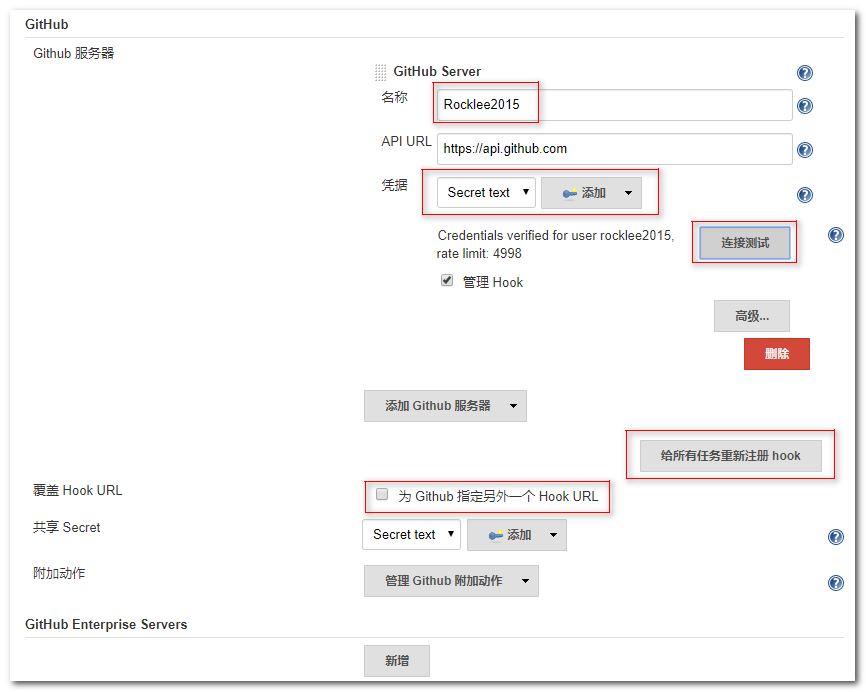 GitHub
Github 服务器
GitHub Server
名称
Rocklee2015
API URL
https://api.github.com
凭据
Secret text
添加
Credentials verified for user rocklee2015,
rate limit: 4998
连接测试
管理 Hook
高级...
删除
添加 Github 服务器
给所有任务重新注册 hook
覆盖 Hook URL
为 Github 指定另外一个 Hook URL
共享 Secret
Secret text
添加
附加动作
管理 Github 附加动作
GitHub Enterprise Servers
新增